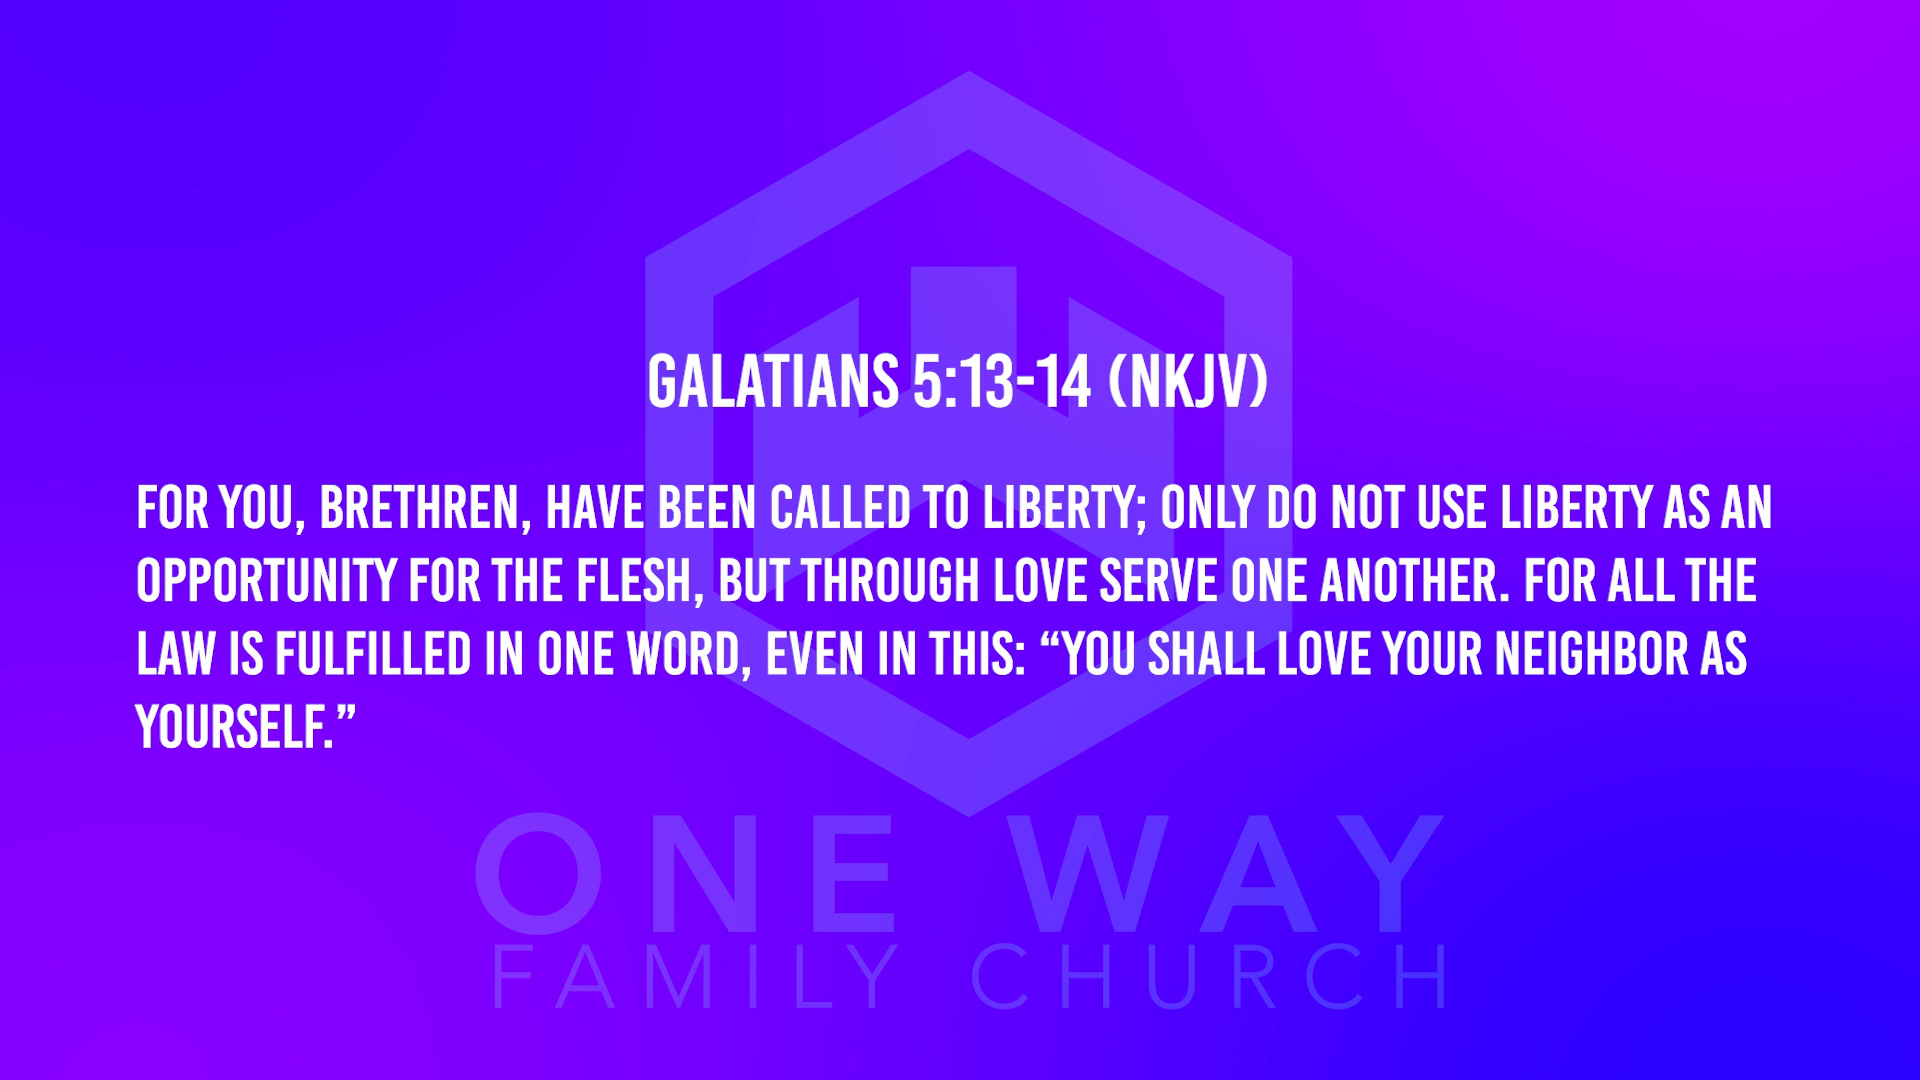 GALATIANS 5:13-14 (NKJV)
FOR YOU, BRETHREN, HAVE BEEN CALLED TO LIBERTY; ONLY DO NOT USE LIBERTY AS AN
OPPORTUNITY FOR THE FLESH, BUT THROUGH LOVE SERVE ONE ANOTHER. FOR ALL THE
LAW IS FULFILLED IN ONE WORD, EVEN IN THIS: “YOU SHALL LOVE YOUR NEIGHBOR AS
YOURSELF.”
ONE WAY
FAMILY CHURCH